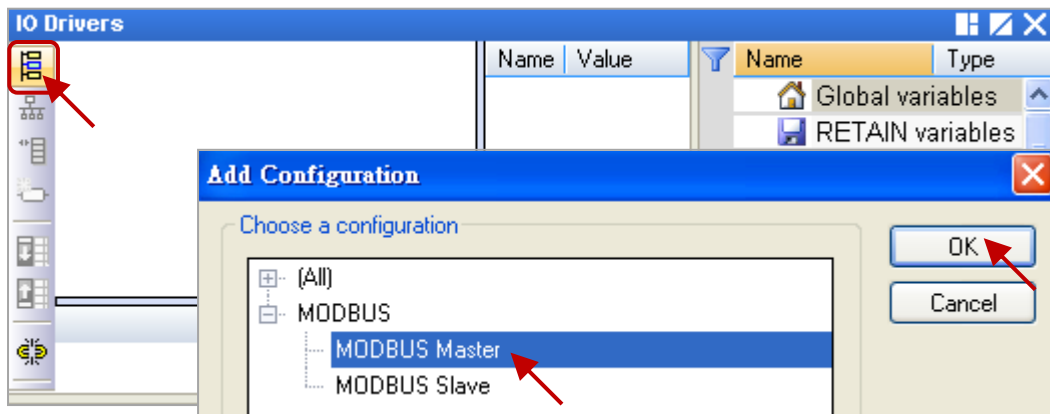 IO Drivers
Name Value
Name Type
Global variables
RETAIN variables
Add Configuration
Choose a configuration
(All)
MODBUS
MODBUS Master
MODBUS Slave
OK
Cancel